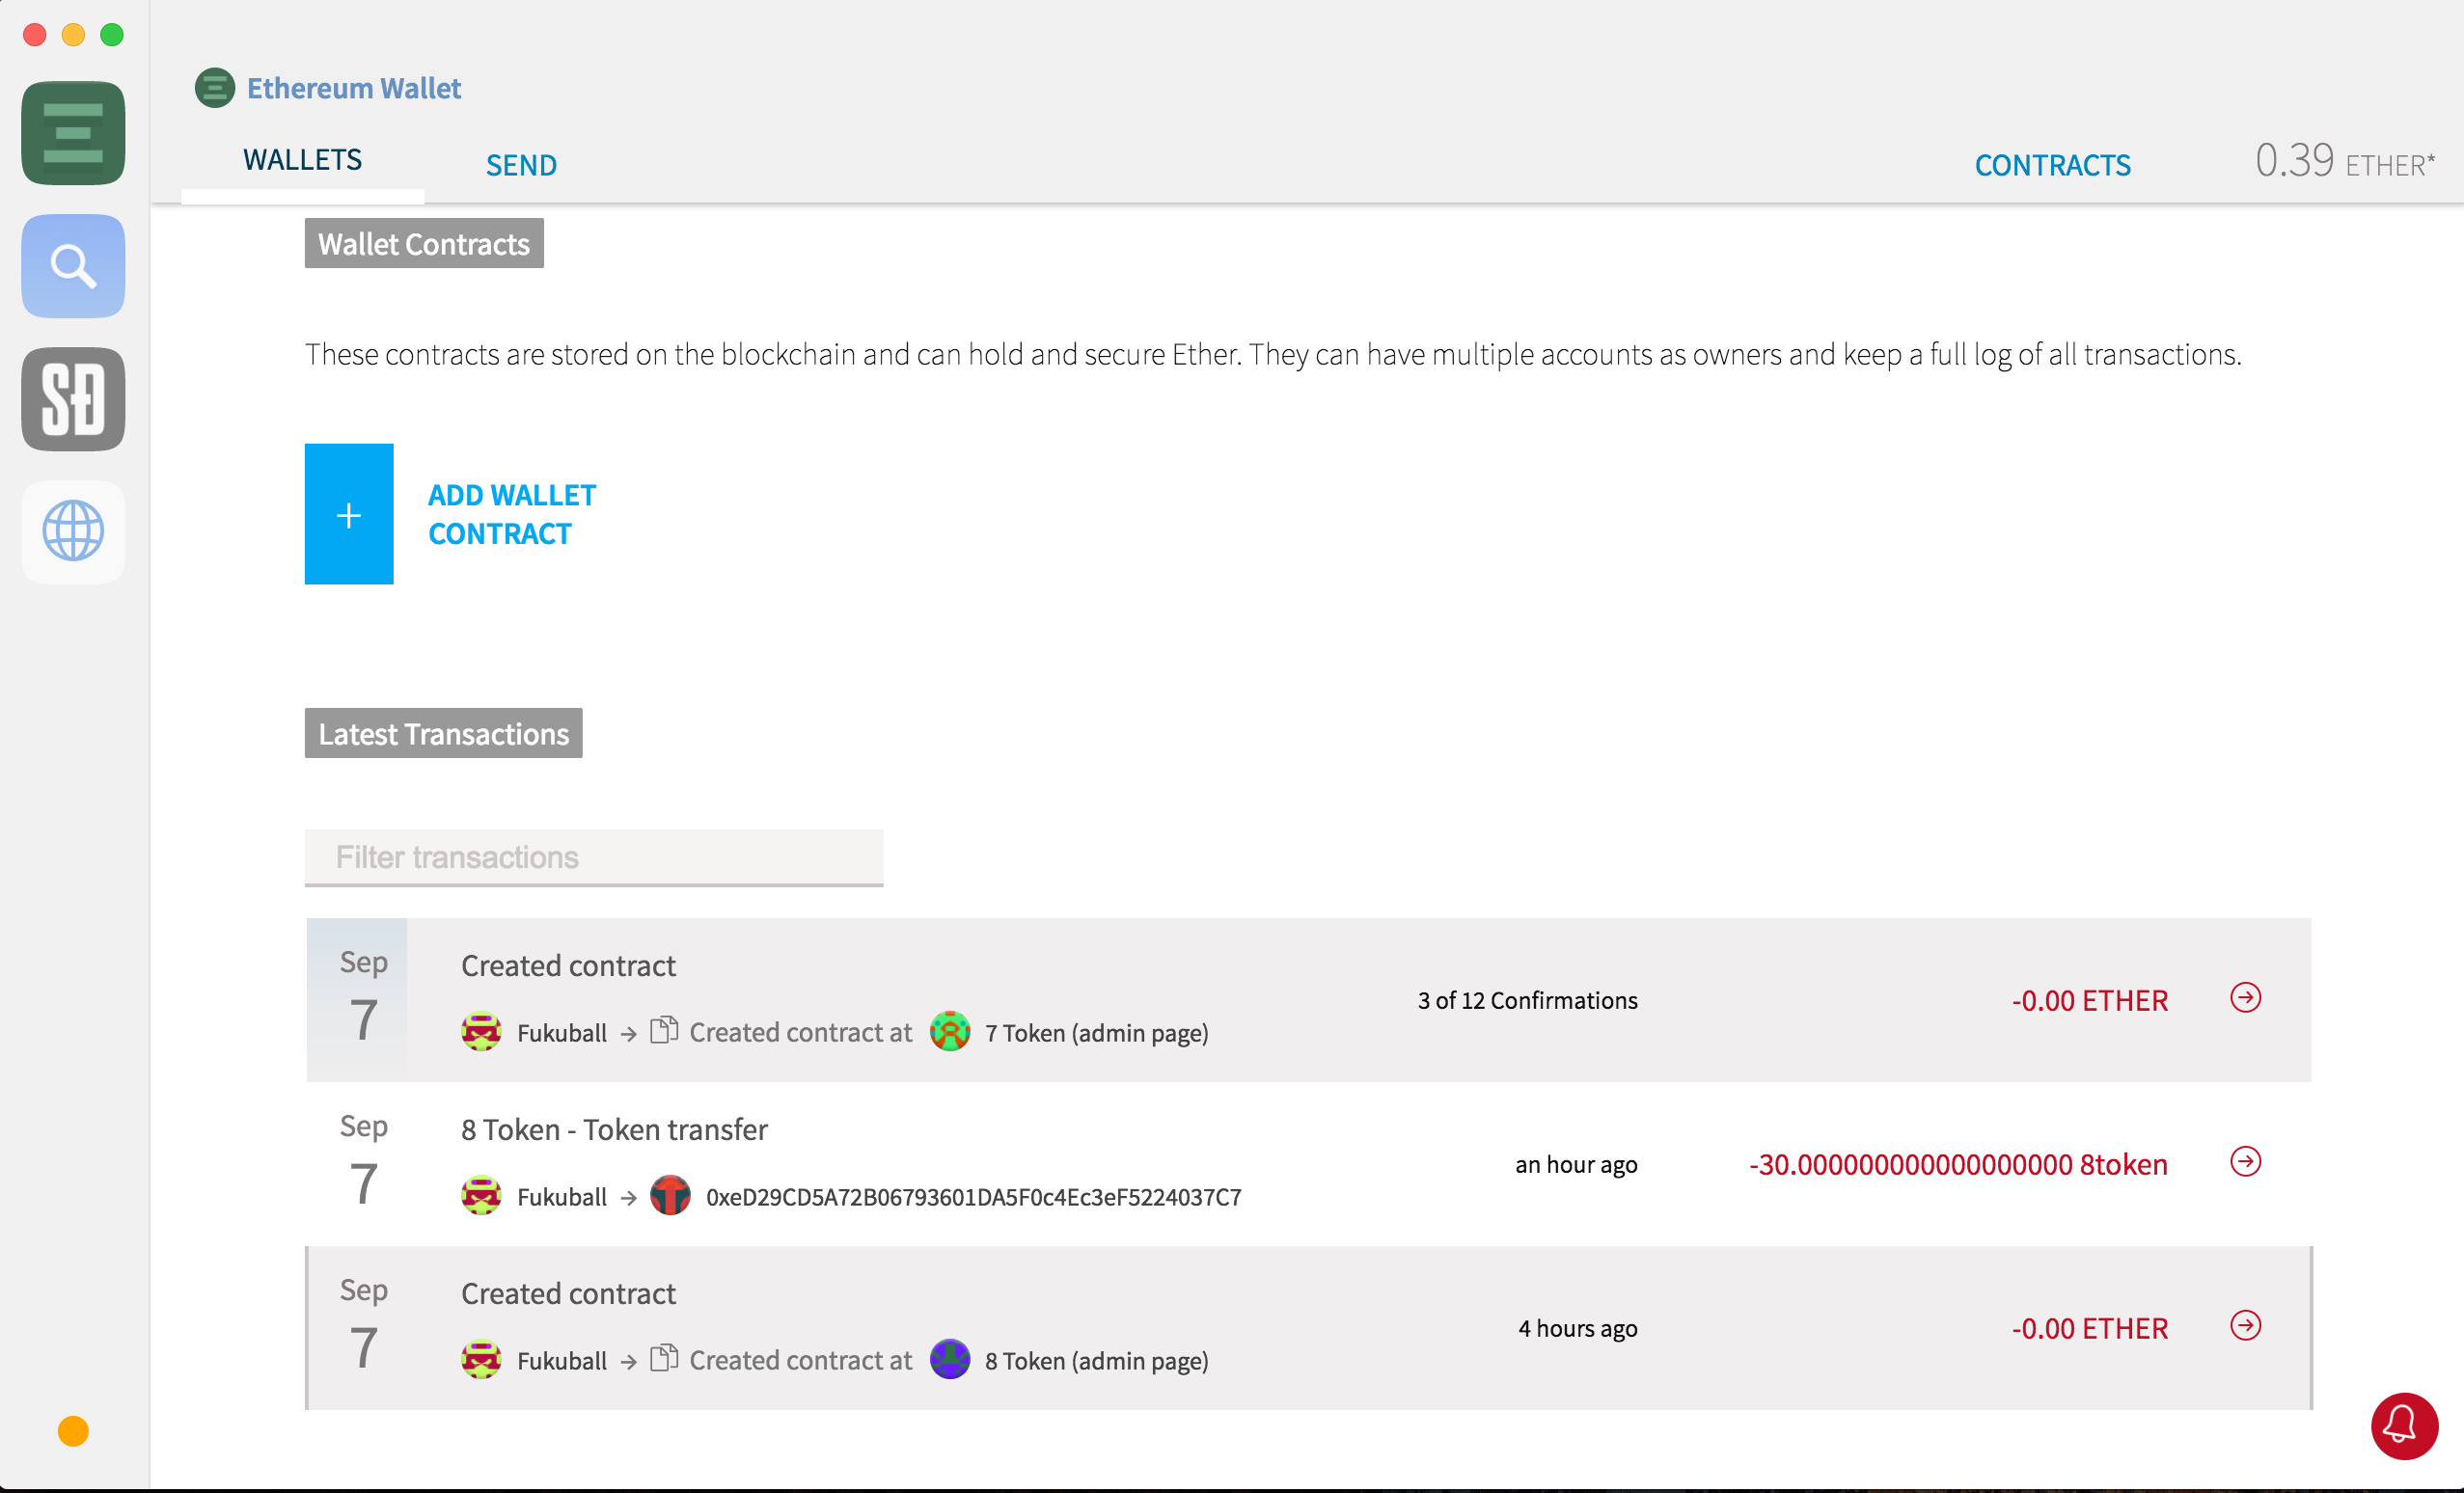 Ethereum Wallet
WALLETS
SEND
CONTRACTS
0.39 ETHER*
SĐ
Wallet Contracts
These contracts are stored on the blockchain and can hold and secure Ether. They can have multiple accounts as owners and keep a full log of all transactions.
+
ADD WALLET
CONTRACT
Latest Transactions
Filter transactions
Sep
7
Created contract
Fukuball → Created contract at 7 Token (admin page)
3 of 12 Confirmations
-0.00 ETHER
Sep
7
8 Token - Token transfer
Fukuball → 0xeD29CD5A72B06793601DA5F0c4Ec3eF5224037C7
an hour ago
-30.000000000000000000 8token
Sep
7
Created contract
Fukuball → Created contract at 8 Token (admin page)
4 hours ago
-0.00 ETHER